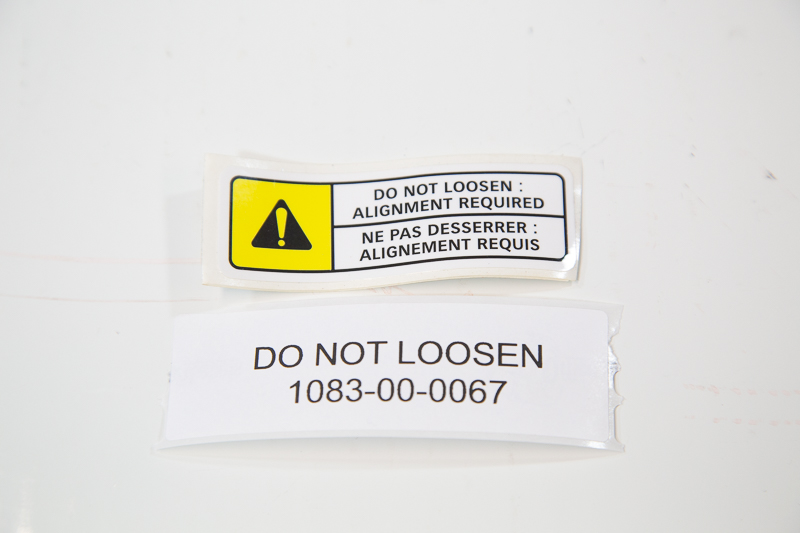 DO NOT LOOSEN :
ALIGNMENT REQUIRED
NE PAS DESSERRER :
ALIGNEMENT REQUIS
DO NOT LOOSEN
1083-00-0067